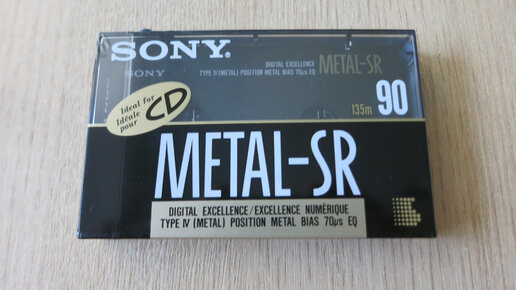 SONY
SONY
DIGITAL EXCELLENCE
METAL-SR
TYPE IV (METAL) POSITION METAL BIAS 70µs EQ
Ideal for
Idéale
pour
CD
135m 90
METAL-SR
DIGITAL EXCELLENCE/EXCELLENCE NUMÉRIQUE
TYPE IV (METAL) POSITION METAL BIAS 70µs EQ